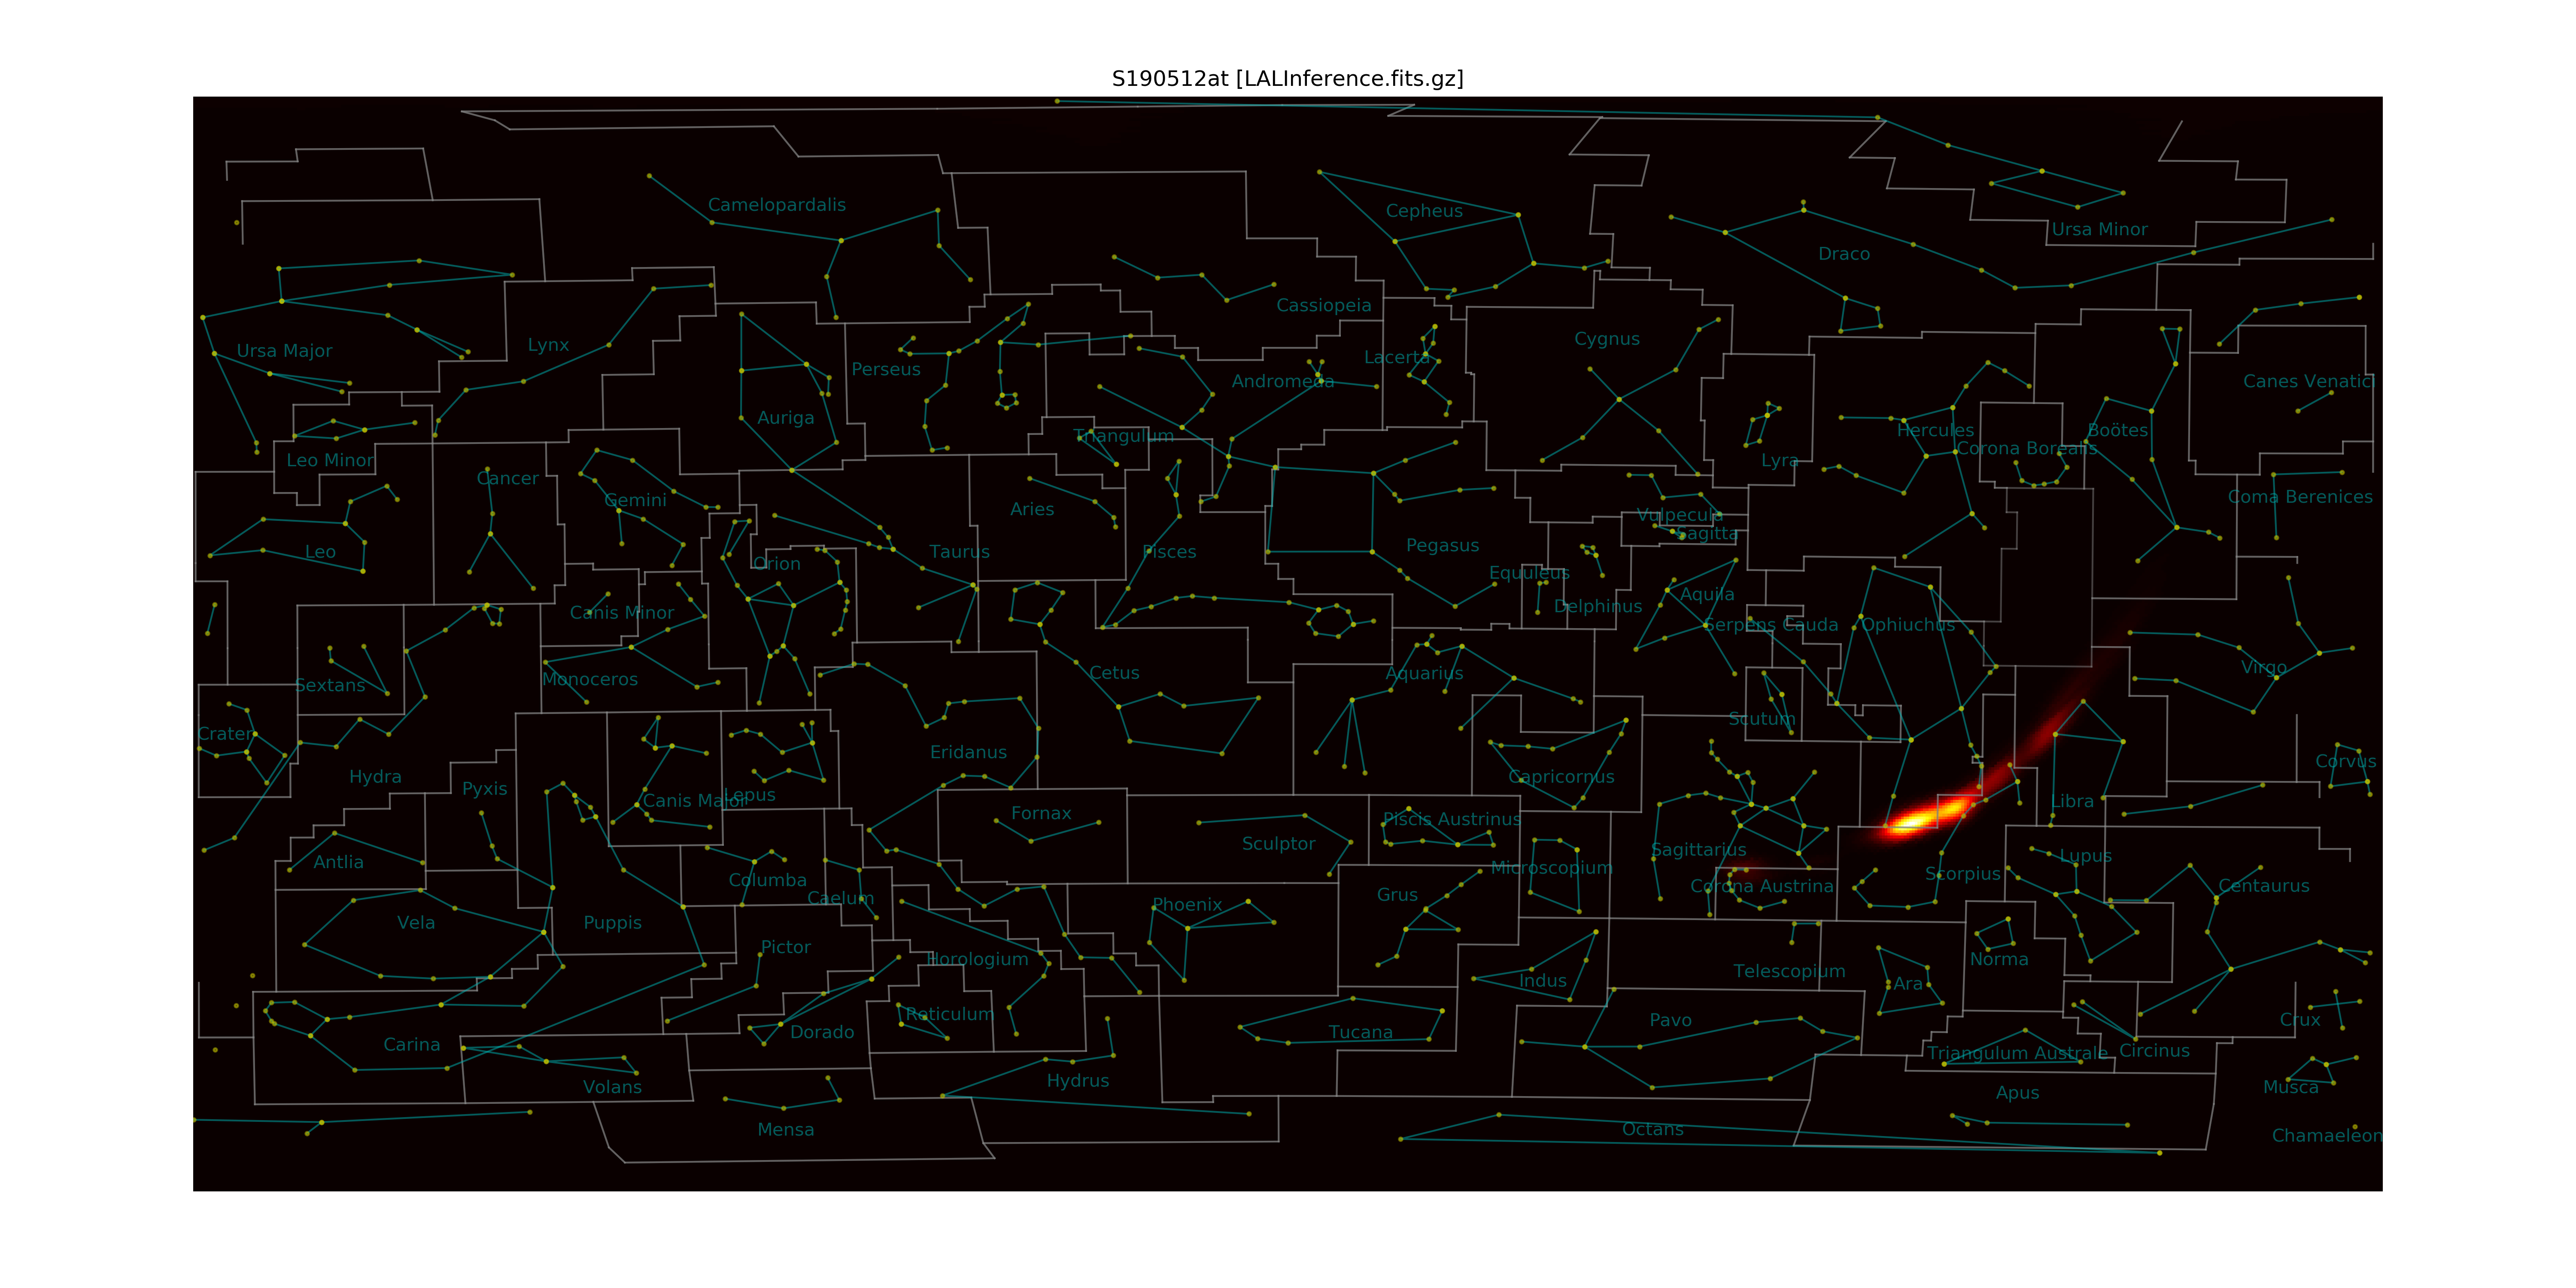 S190512at [LALInference.fits.gz]
Camelopardalis
Cepheus
Ursa Minor
Draco
Cassiopeia
Cygnus
Ursa Major
Lynx
Lacerta
Perseus
Andromeda
Canes Venatici
Auriga
Triangulum
Hercules
Boötes
Corona Borealis
Leo Minor
Lyra
Cancer
Gemini
Coma Berenices
Aries
Vulpecula
Sagitta
Leo
Taurus
Pisces
Pegasus
Orion
Equuleus
Aquila
Delphinus
Canis Minor
Serpens Cauda
Ophiuchus
Virgo
Cetus
Aquarius
Monoceros
Sextans
Scutum
Crater
Eridanus
Corvus
Hydra
Capricornus
Pyxis
Lepus
Canis Major
Libra
Fornax
Piscis Austrinus
Sculptor
Sagittarius
Lupus
Antlia
Microscopium
Scorpius
Columba
Corona Austrina
Centaurus
Grus
Caelum
Phoenix
Vela
Puppis
Pictor
Horologium
Norma
Telescopium
Indus
Ara
Reticulum
Pavo
Crux
Dorado
Tucana
Carina
Circinus
Triangulum Australe
Hydrus
Volans
Musca
Apus
Mensa
Octans
Chamaeleon